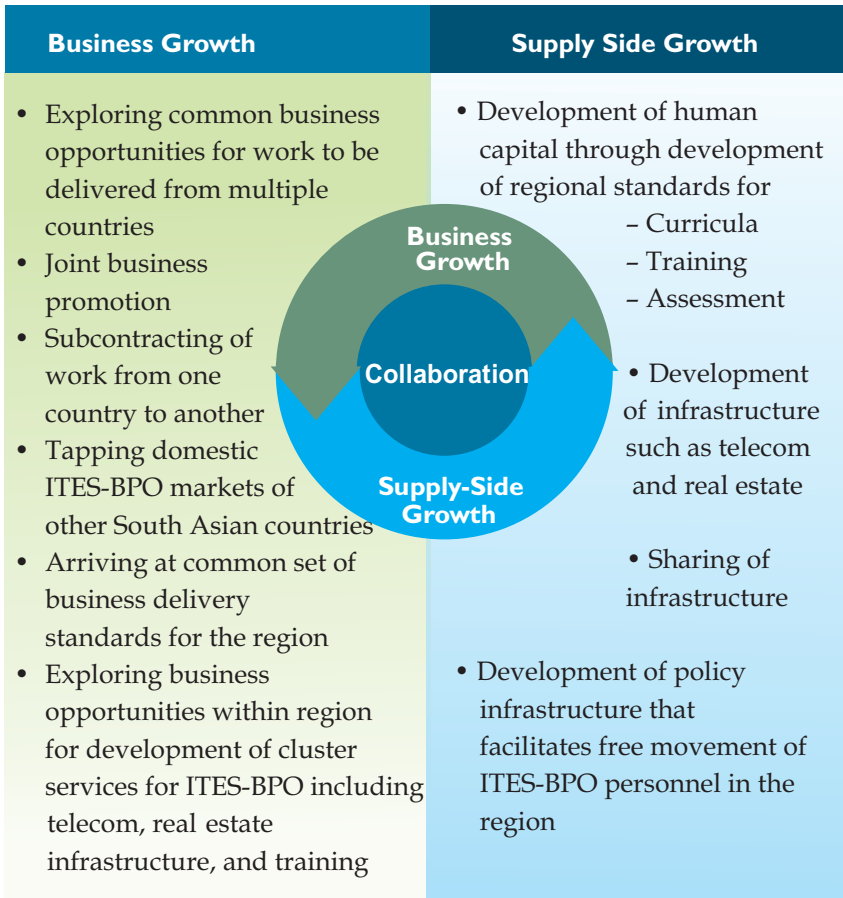 Business Growth
• Exploring common business
opportunities for work to be
delivered from multiple
countries
• Joint business
promotion
• Subcontracting of
work from one
country to another
• Tapping domestic
ITES-BPO markets of
other South Asian countries
• Arriving at common set of
business delivery
standards for the region
• Exploring business
opportunities within region
for development of cluster
services for ITES-BPO including
telecom, real estate
infrastructure, and training
Business
Growth
Collaboration
Supply-Side
Growth
Supply Side Growth
• Development of human
capital through development
of regional standards for
– Curricula
– Training
– Assessment
• Development
of infrastructure
such as telecom
and real estate
• Sharing of
infrastructure
• Development of policy
infrastructure that
facilitates free movement of
ITES-BPO personnel in the
region